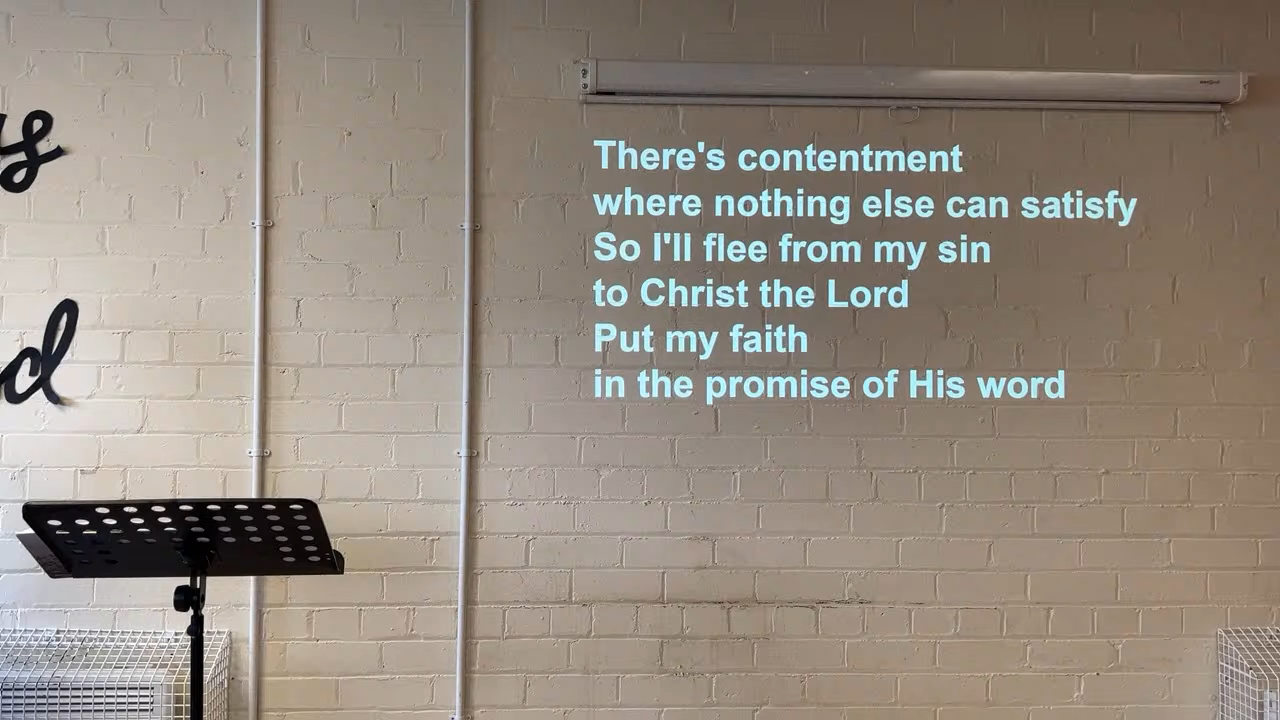 There's contentment
where nothing else can satisfy
So I'll flee from my sin
to Christ the Lord
Put my faith
in the promise of His word